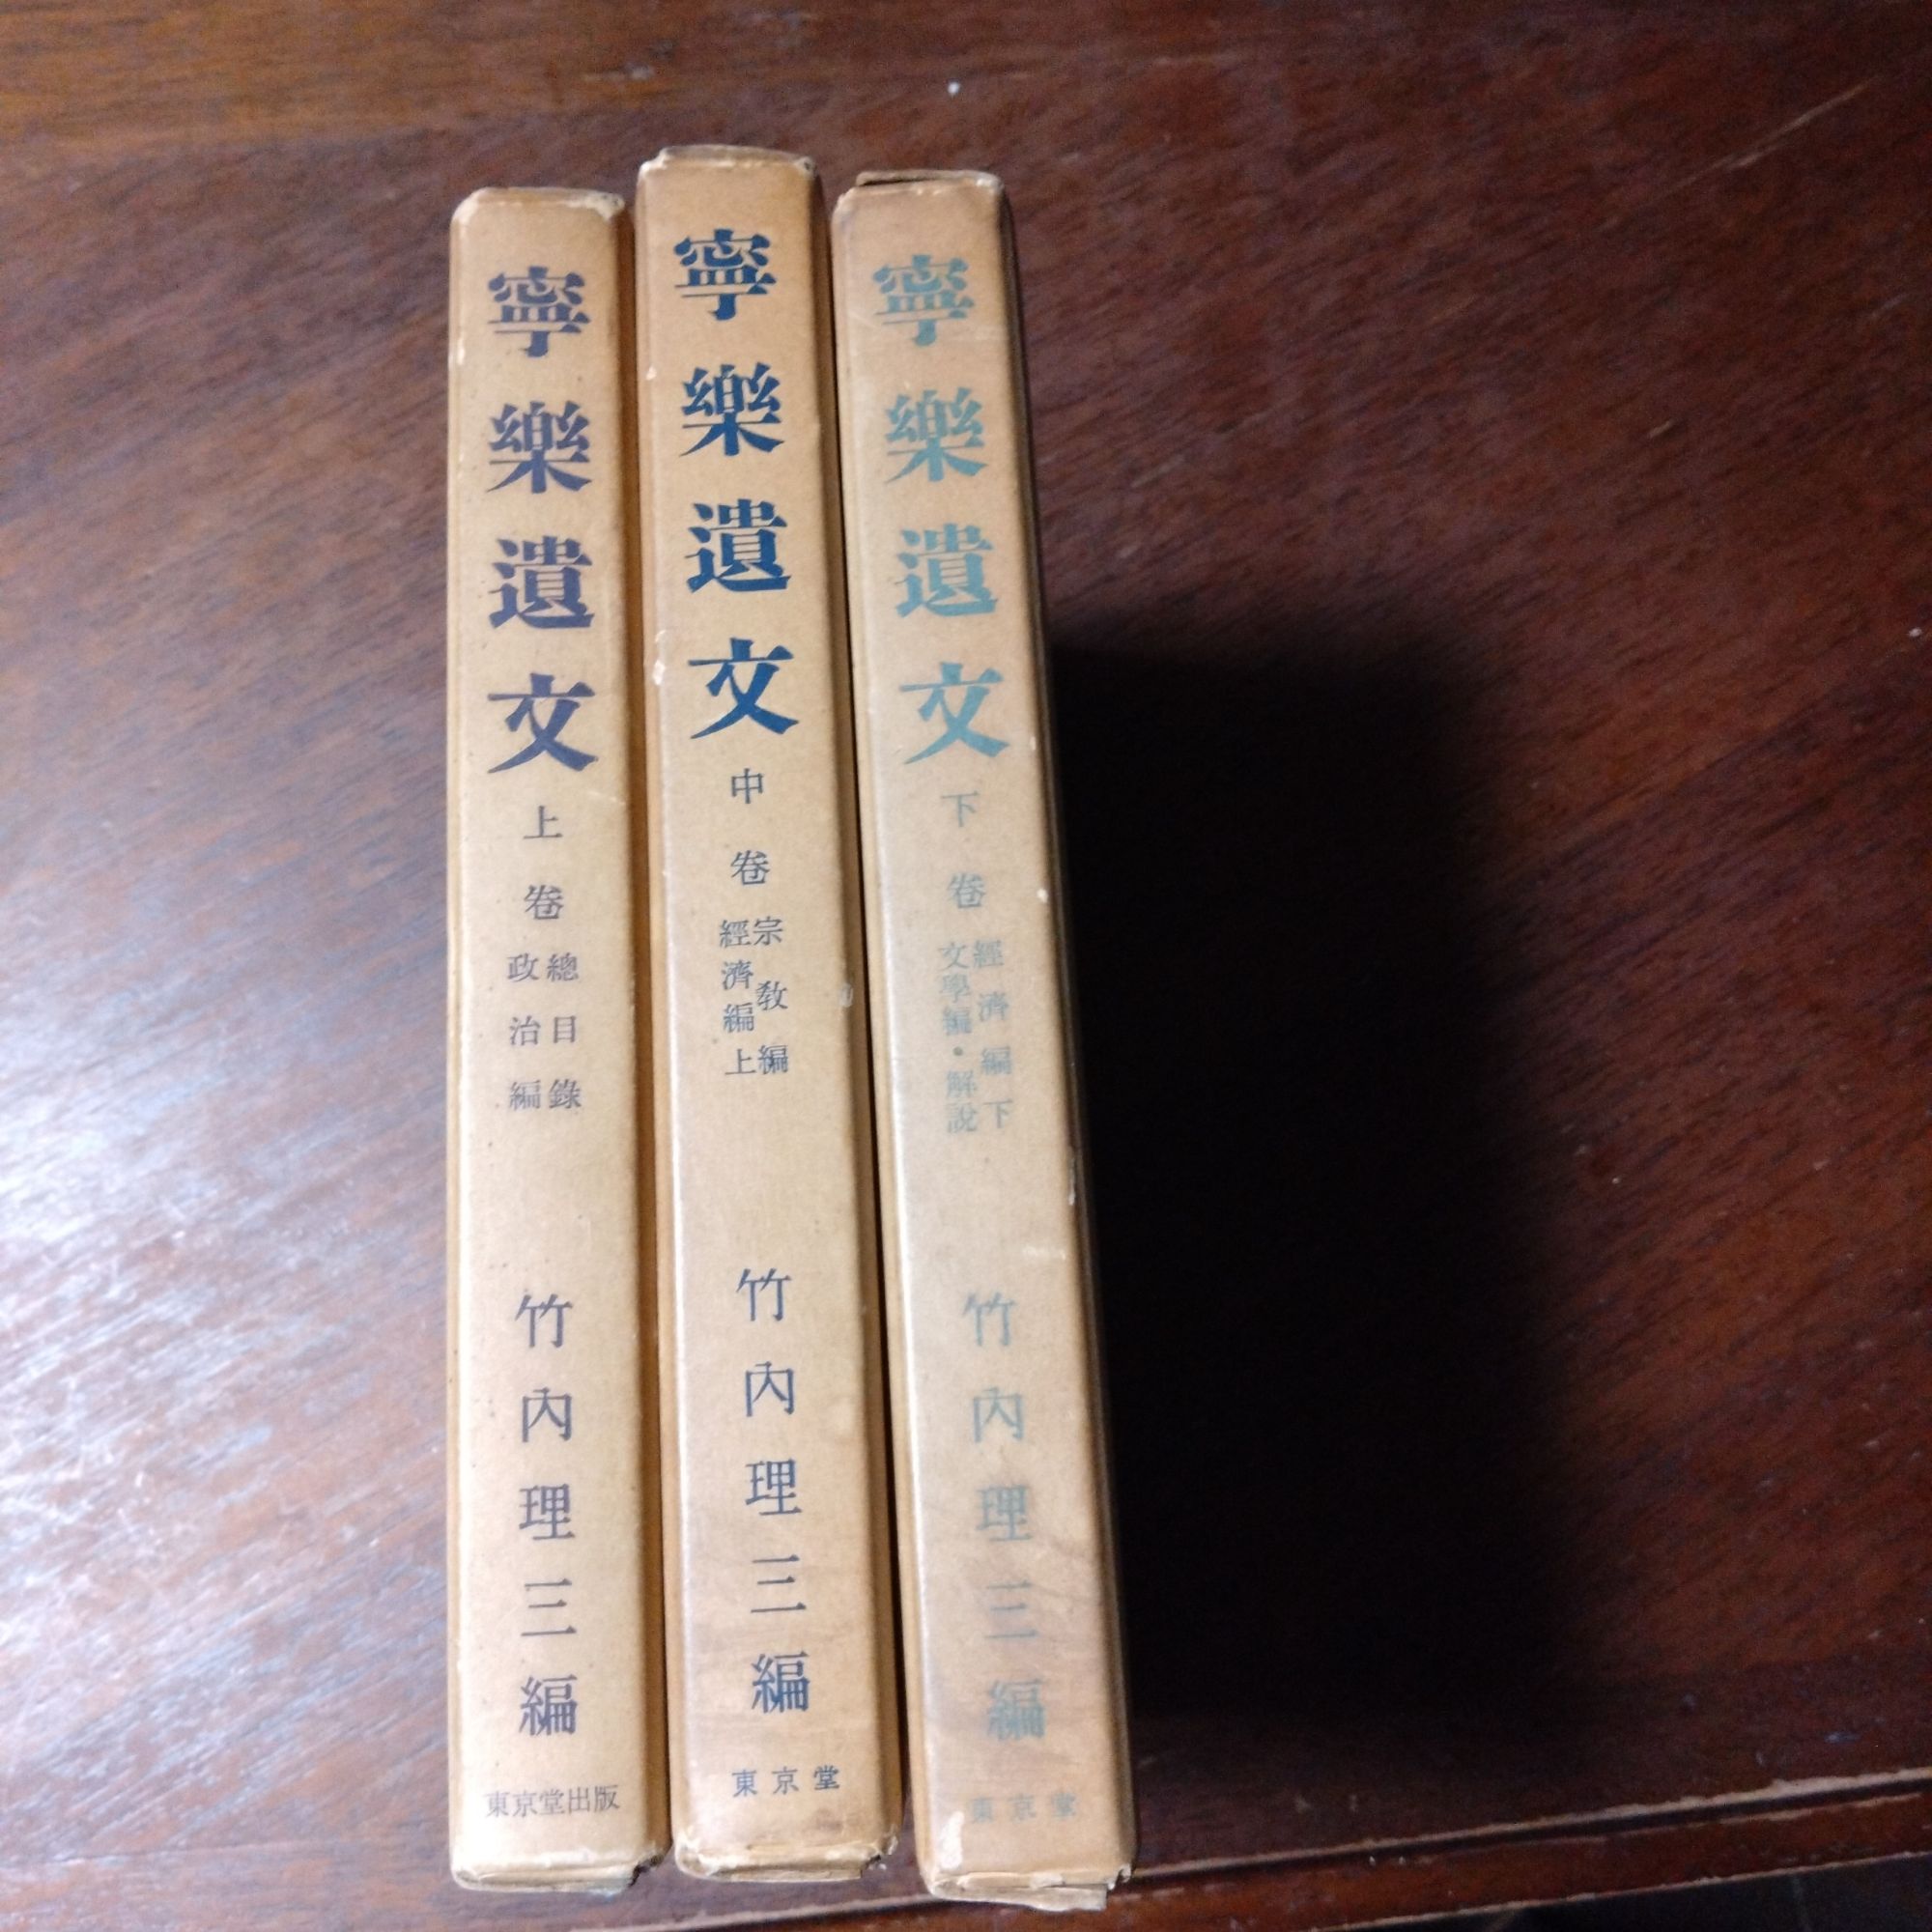 寧樂遺文
上卷
總目錄
政治編
竹內理三編
東京堂出版
寧樂遺文
中卷
宗教編
經濟編上
竹內理三編
東京堂
寧樂遺文
下卷
經濟編下
文學編・解說
竹內理三編
東京堂